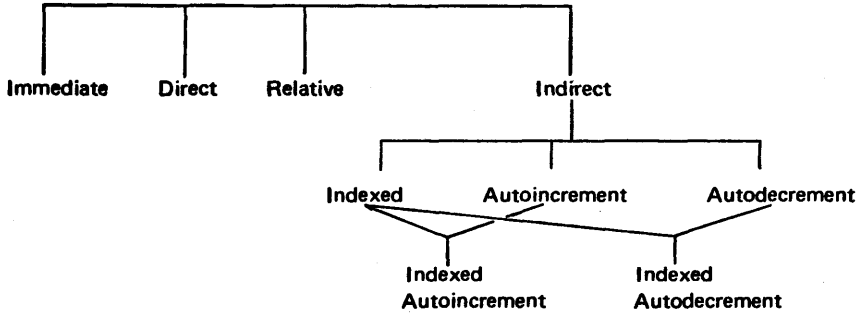 Immediate Direct Relative Indirect
Indexed Autoincrement Autodecrement
Indexed Indexed
Autoincrement Autodecrement